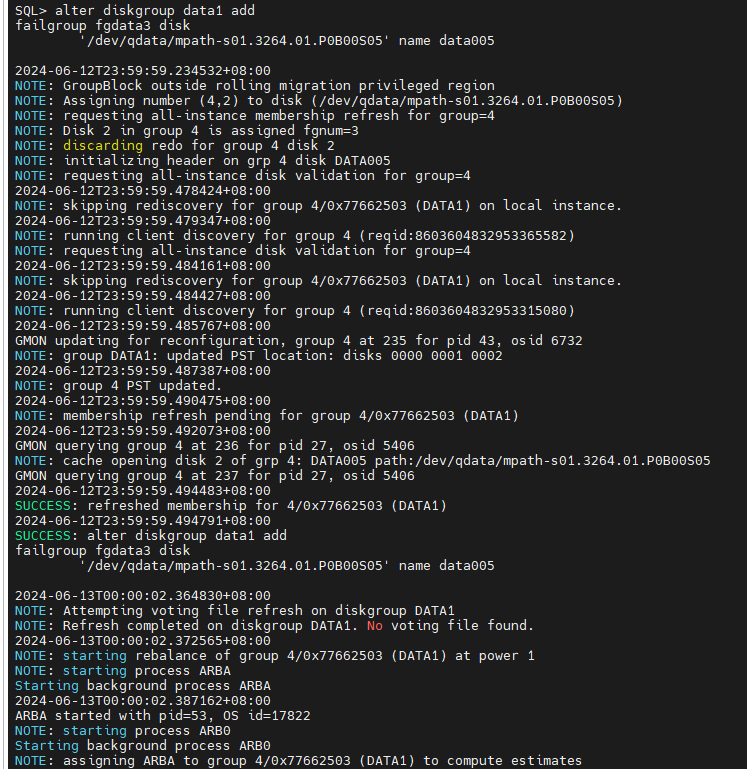 SQL> alter diskgroup data1 add
failgroup fgdata3 disk
        '/dev/qdata/mpath-s01.3264.01.P0B00S05' name data005

2024-06-12T23:59:59.234532+08:00
NOTE: GroupBlock outside rolling migration privileged region
NOTE: Assigning number (4,2) to disk (/dev/qdata/mpath-s01.3264.01.P0B00S05)
NOTE: requesting all-instance membership refresh for group=4
NOTE: Disk 2 in group 4 is assigned fgnum=3
NOTE: discarding redo for group 4 disk 2
NOTE: initializing header on grp 4 disk DATA005
NOTE: requesting all-instance disk validation for group=4
2024-06-12T23:59:59.478424+08:00
NOTE: skipping rediscovery for group 4/0x77662503 (DATA1) on local instance.
2024-06-12T23:59:59.479347+08:00
NOTE: running client discovery for group 4 (reqid:8603604832953365582)
NOTE: requesting all-instance disk validation for group=4
2024-06-12T23:59:59.484161+08:00
NOTE: skipping rediscovery for group 4/0x77662503 (DATA1) on local instance.
2024-06-12T23:59:59.484427+08:00
NOTE: running client discovery for group 4 (reqid:8603604832953315080)
2024-06-12T23:59:59.485767+08:00
GMON updating for reconfiguration, group 4 at 235 for pid 43, osid 6732
NOTE: group DATA1: updated PST location: disks 0000 0001 0002
2024-06-12T23:59:59.487387+08:00
NOTE: group 4 PST updated.
2024-06-12T23:59:59.490475+08:00
NOTE: membership refresh pending for group 4/0x77662503 (DATA1)
2024-06-12T23:59:59.492073+08:00
GMON querying group 4 at 236 for pid 27, osid 5406
NOTE: cache opening disk 2 of grp 4: DATA005 path:/dev/qdata/mpath-s01.3264.01.P0B00S05
GMON querying group 4 at 237 for pid 27, osid 5406
2024-06-12T23:59:59.494483+08:00
SUCCESS: refreshed membership for 4/0x77662503 (DATA1)
2024-06-12T23:59:59.494791+08:00
SUCCESS: alter diskgroup data1 add
failgroup fgdata3 disk
        '/dev/qdata/mpath-s01.3264.01.P0B00S05' name data005

2024-06-13T00:00:02.364830+08:00
NOTE: Attempting voting file refresh on diskgroup DATA1
NOTE: Refresh completed on diskgroup DATA1. No voting file found.
2024-06-13T00:00:02.372565+08:00
NOTE: starting rebalance of group 4/0x77662503 (DATA1) at power 1
NOTE: starting process ARBA
Starting background process ARBA
2024-06-13T00:00:02.387162+08:00
ARBA started with pid=53, OS id=17822
NOTE: starting process ARB0
Starting background process ARB0
NOTE: assigning ARBA to group 4/0x77662503 (DATA1) to compute estimates